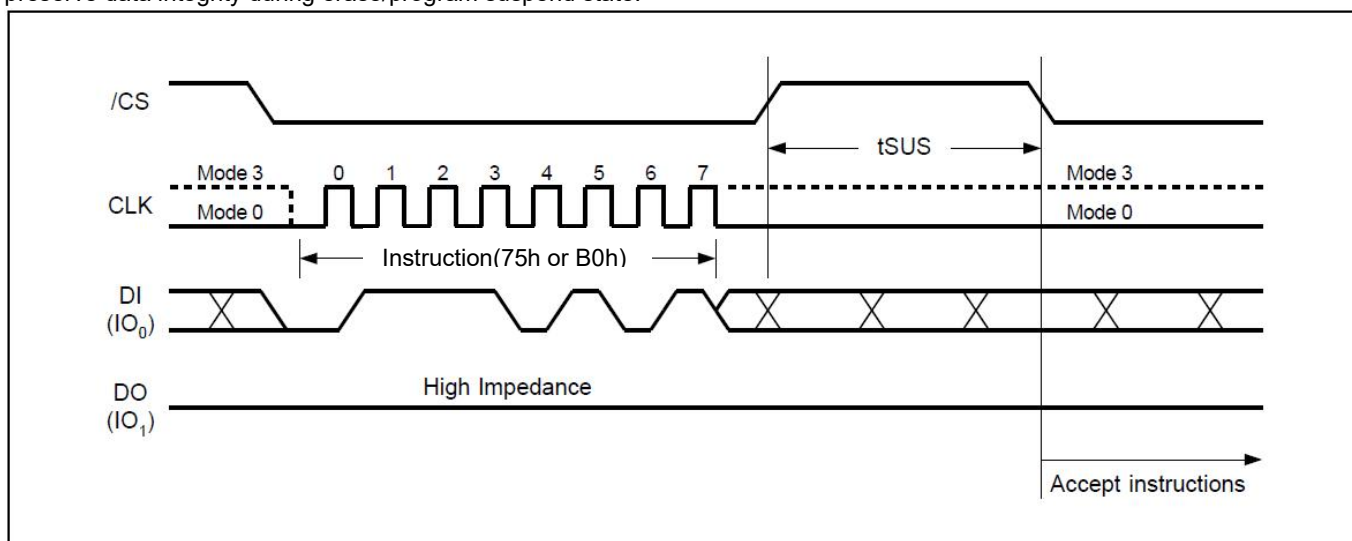 preserve data integrity during erase/program suspend state.
/CS
tSUS
Mode 3 0 1 2 3 4 5 6 7 Mode 3
CLK
Mode 0 Mode 0
Instruction(75h or B0h)
DI
(IO0)
High Impedance
DO
(IO1)
Accept instructions